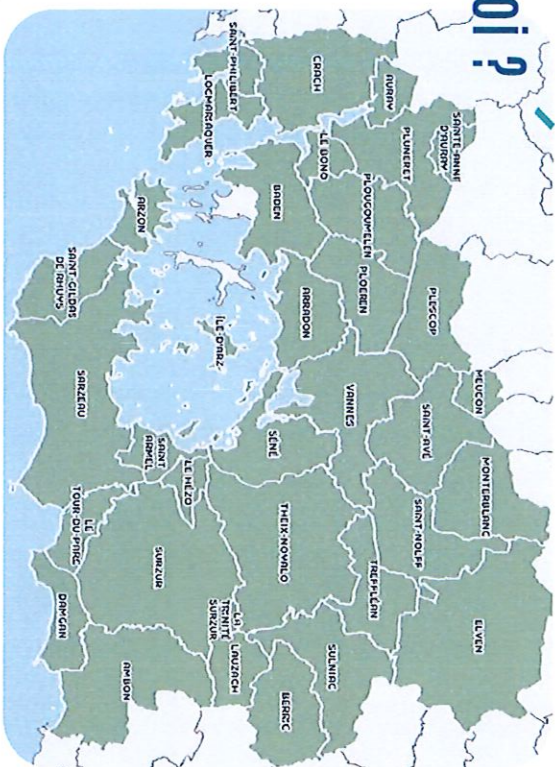 oi ?
SAINTE-ANNE
D'AURAY
AURAY
PLUNERET
CRACH
LE BONO
PLOUGOUMELEN
SAINT-PHILIBERT
LOCMARIAQUER
BADEN
PLOEREN
PLESCOP
ARRADON
MEUCON
SAINT-AVÉ
VANNES
MONTERBLANC
SAINT-NOLFF
ELVEN
TREFFLÉAN
ARZON
ÎLE-D'ARZ
SÉNÉ
THEIX-NOYALO
SULNIAC
SAINT-GILDAS
DE RHUYS
SARZEAU
SAINT
ARMEL
LE HÉZO
LA
TRINITÉ
SURZUR
LAUZACH
BERRIC
LE
TOUR-DU-PARC
SURZUR
DAMGAN
AMBON